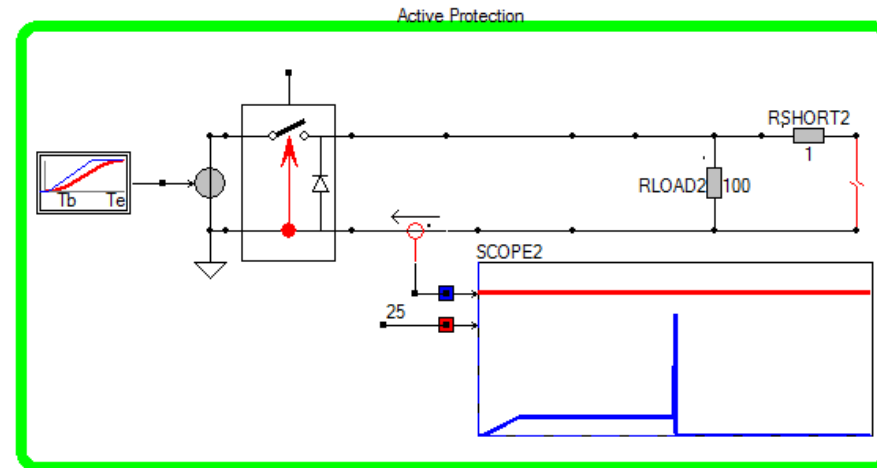 Active Protection
RSHORT2
1
Tb Te
RLOAD2 100
SCOPE2
25